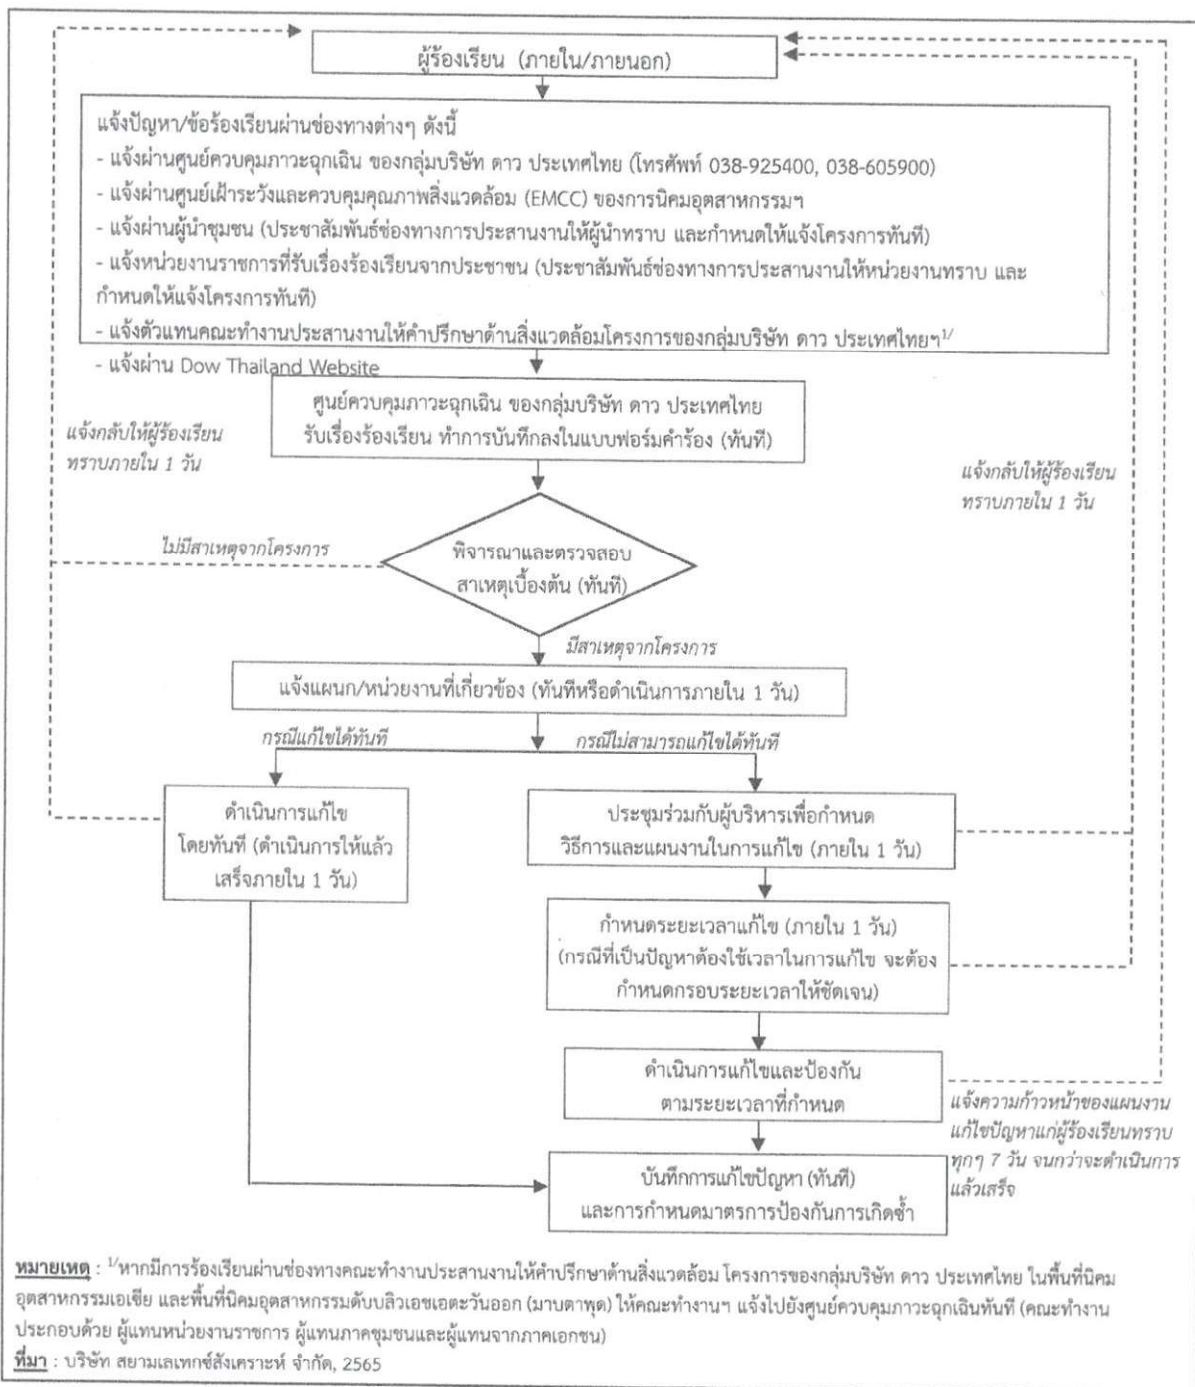 ผู้ร้องเรียน (ภายใน/ภายนอก)
แจ้งปัญหา/ข้อร้องเรียนผ่านช่องทางต่างๆ ดังนี้
- แจ้งผ่านศูนย์ควบคุมภาวะฉุกเฉิน ของกลุ่มบริษัท ดาว ประเทศไทย (โทรศัพท์ 038-925400, 038-605900)
- แจ้งผ่านศูนย์เฝ้าระวังและควบคุมคุณภาพสิ่งแวดล้อม (EMCC) ของการนิคมอุตสาหกรรมฯ
- แจ้งผ่านผู้นำชุมชน (ประชาสัมพันธ์ช่องทางการประสานงานให้ผู้นำทราบ และกำหนดให้แจ้งโครงการทันที)
- แจ้งหน่วยงานราชการที่รับเรื่องร้องเรียนจากประชาชน (ประชาสัมพันธ์ช่องทางการประสานงานให้หน่วยงานทราบ และ
กำหนดให้แจ้งโครงการทันที)
- แจ้งตัวแทนคณะทำงานประสานงานให้คำปรึกษาด้านสิ่งแวดล้อมโครงการของกลุ่มบริษัท ดาว ประเทศไทยฯ1/
- แจ้งผ่าน Dow Thailand Website
ศูนย์ควบคุมภาวะฉุกเฉิน ของกลุ่มบริษัท ดาว ประเทศไทย
รับเรื่องร้องเรียน ทำการบันทึกลงในแบบฟอร์มคำร้อง (ทันที)
แจ้งกลับให้ผู้ร้องเรียน
ทราบภายใน 1 วัน
แจ้งกลับให้ผู้ร้องเรียน
ทราบภายใน 1 วัน
ไม่มีสาเหตุจากโครงการ
พิจารณาและตรวจสอบ
สาเหตุเบื้องต้น (ทันที)
มีสาเหตุจากโครงการ
แจ้งแผนก/หน่วยงานที่เกี่ยวข้อง (ทันทีหรือดำเนินการภายใน 1 วัน)
กรณีแก้ไขได้ทันที
กรณีไม่สามารถแก้ไขได้ทันที
ดำเนินการแก้ไข
โดยทันที (ดำเนินการให้แล้ว
เสร็จภายใน 1 วัน)
ประชุมร่วมกับผู้บริหารเพื่อกำหนด
วิธีการและแผนงานในการแก้ไข (ภายใน 1 วัน)
กำหนดระยะเวลาแก้ไข (ภายใน 1 วัน)
(กรณีที่เป็นปัญหาต้องใช้เวลาในการแก้ไข จะต้อง
กำหนดกรอบระยะเวลาให้ชัดเจน)
ดำเนินการแก้ไขและป้องกัน
ตามระยะเวลาที่กำหนด
แจ้งความก้าวหน้าของแผนงาน
แก้ไขปัญหาแก่ผู้ร้องเรียนทราบ
ทุกๆ 7 วัน จนกว่าจะดำเนินการ
แล้วเสร็จ
บันทึกการแก้ไขปัญหา (ทันที)
และการกำหนดมาตรการป้องกันการเกิดซ้ำ
หมายเหตุ : 1/หากมีการร้องเรียนผ่านช่องทางคณะทำงานประสานงานให้คำปรึกษาด้านสิ่งแวดล้อม โครงการของกลุ่มบริษัท ดาว ประเทศไทย ในพื้นที่นิคม
อุตสาหกรรมเอเซีย และพื้นที่นิคมอุตสาหกรรมดับบลิวเอชเอตะวันออก (มาบตาพุด) ให้คณะทำงานฯ แจ้งไปยังศูนย์ควบคุมภาวะฉุกเฉินทันที (คณะทำงาน
ประกอบด้วย ผู้แทนหน่วยงานราชการ ผู้แทนภาคชุมชนและผู้แทนจากภาคเอกชน)
ที่มา : บริษัท สยามเลเทกซ์สังเคราะห์ จำกัด, 2565